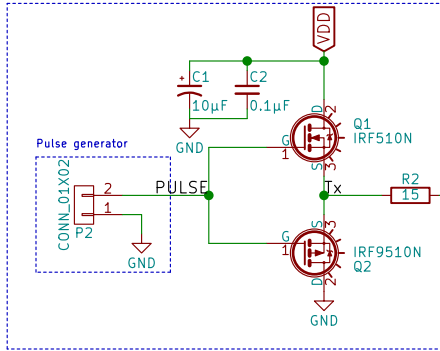 VDD
C1
C2
10µF
0.1µF
GND
D
2
Q1
IRF510N
G
1
S
3
Pulse generator
CONN_01X02
2
1
P2
GND
PULSE
Tx
R2
15
S
3
G
1
IRF9510N
Q2
D
2
GND